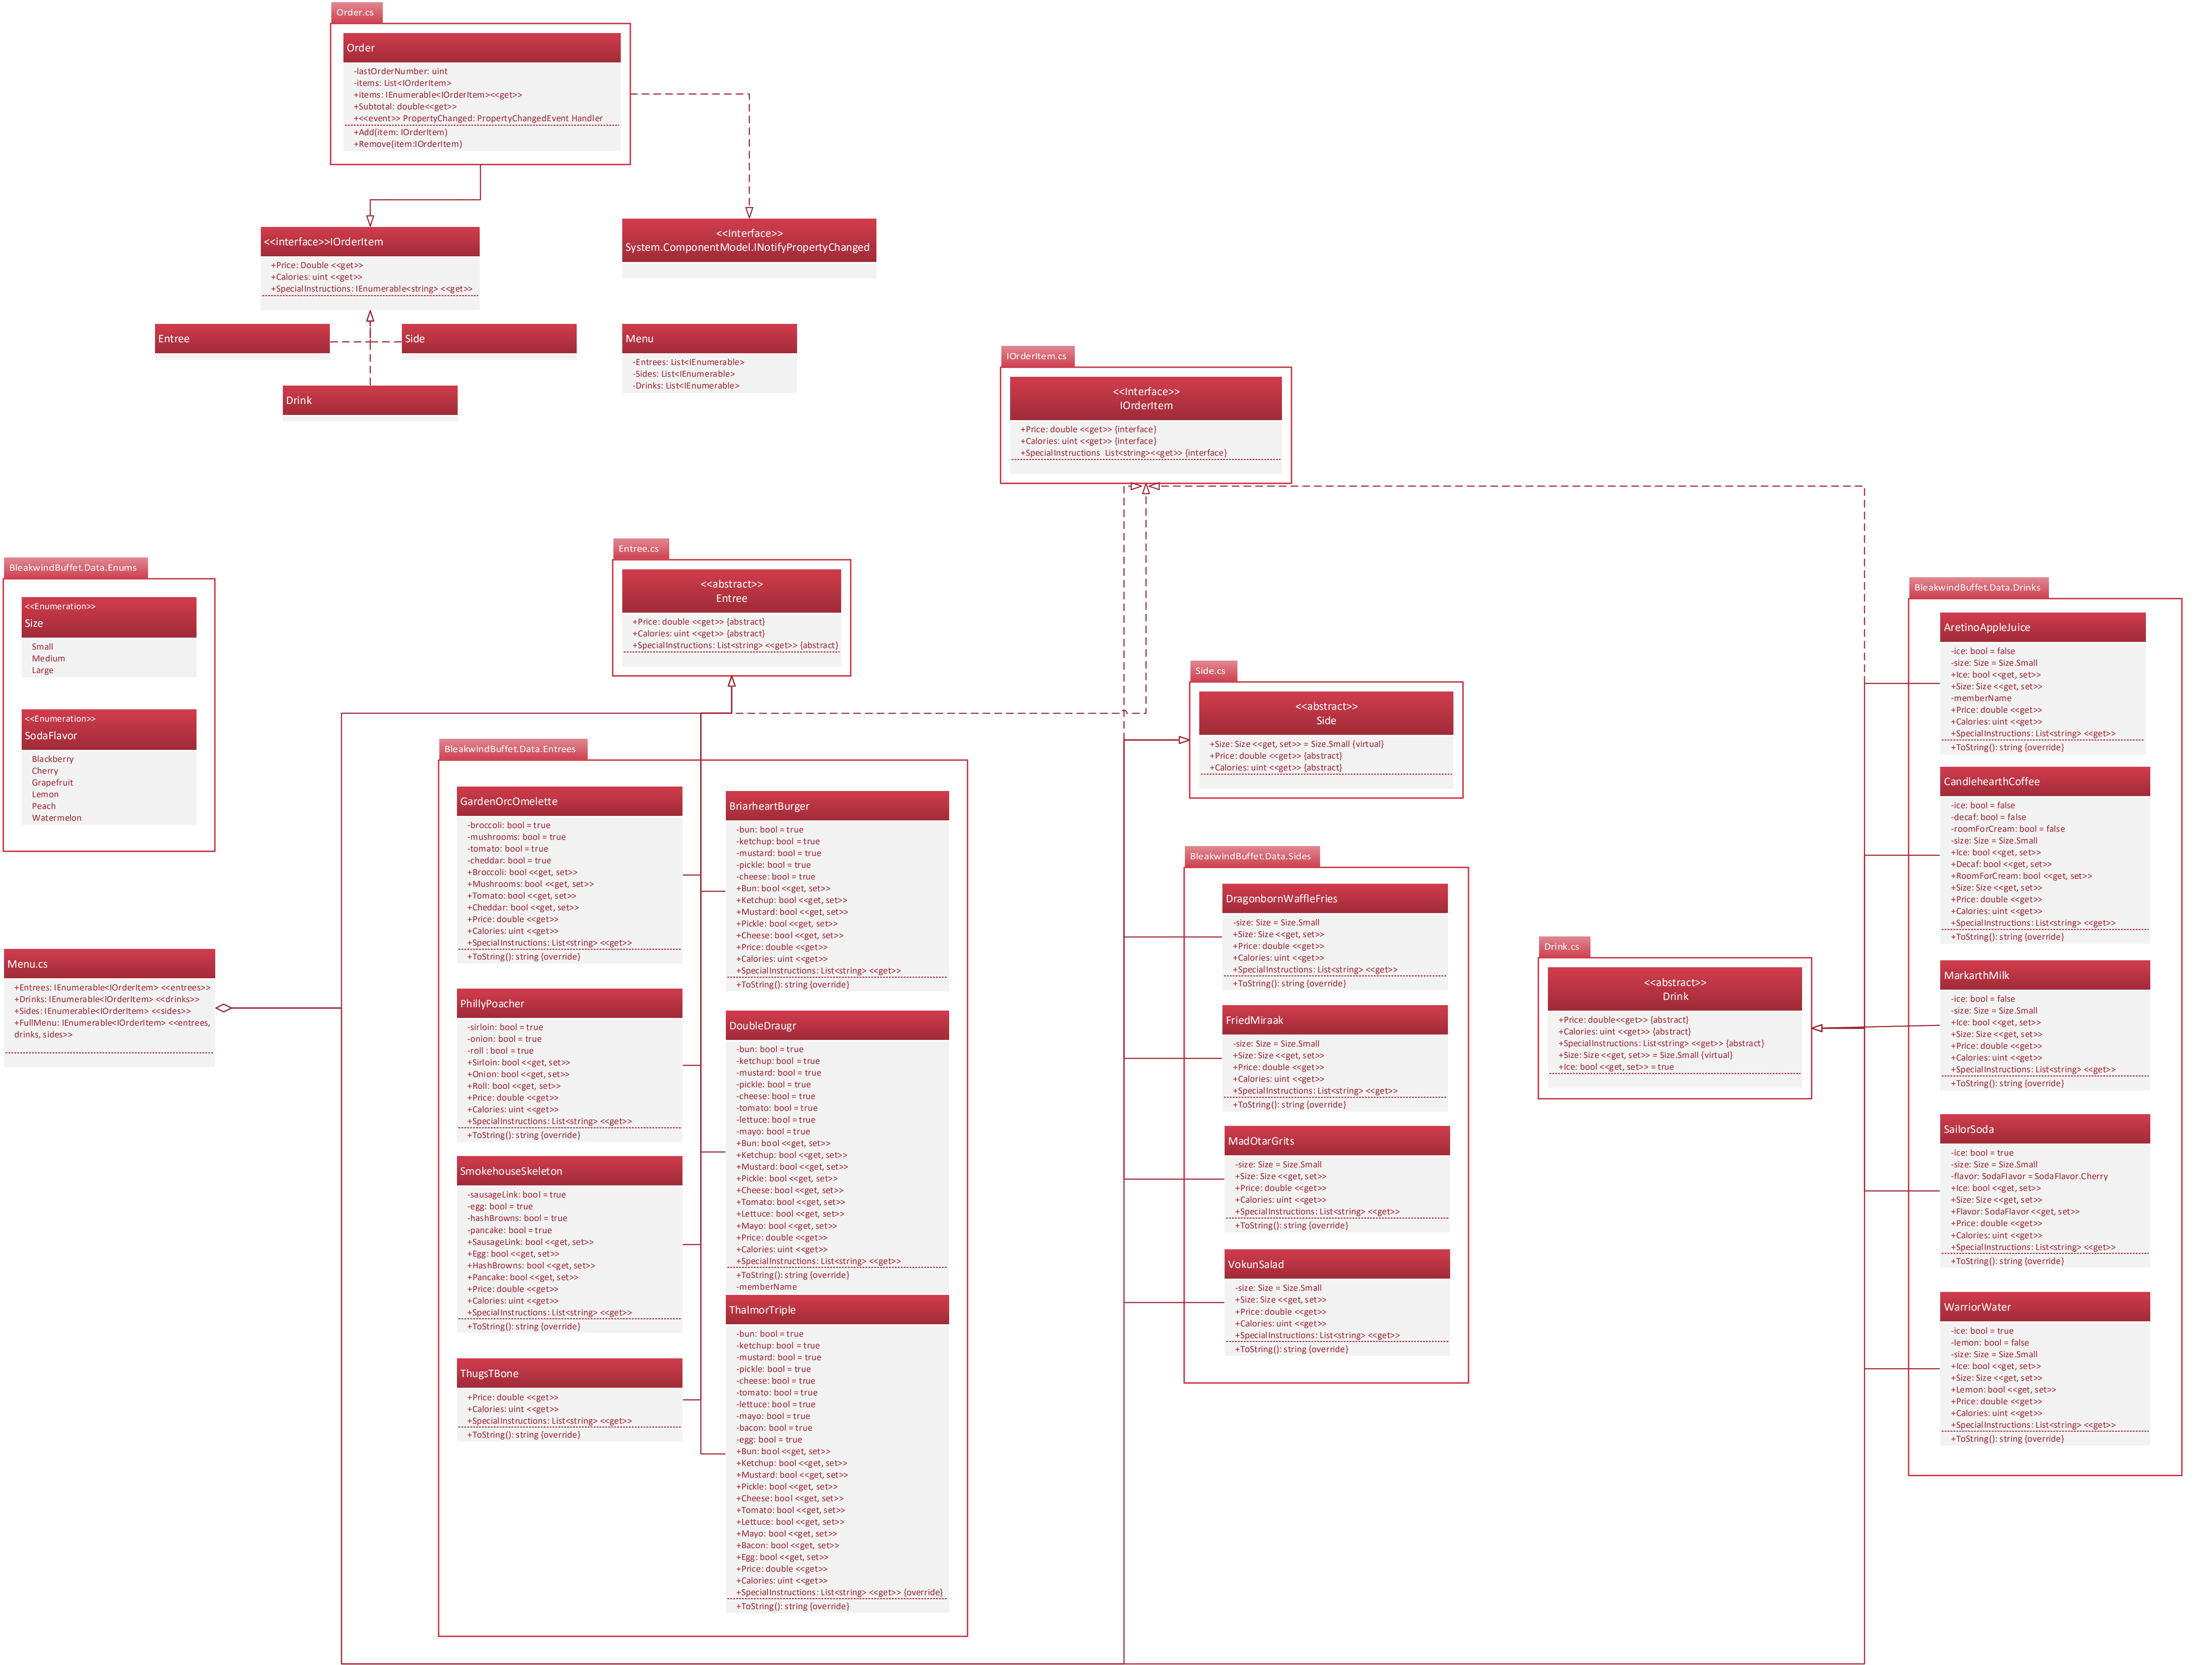 Order.cs
Order
-lastOrderNumber: uint
-items: List<IOrderItem>
+items: IEnumerable<IOrderItem><<get>>
+Subtotal: double<<get>>
+<<event>> PropertyChanged: PropertyChangedEvent Handler
+Add(item: IOrderItem)
+Remove(item:IOrderItem)
<<interface>>IOrderItem
+Price: Double <<get>>
+Calories: uint <<get>>
+SpecialInstructions: IEnumerable<string> <<get>>
<<Interface>>
System.ComponentModel.INotifyPropertyChanged
Entree
Side
Drink
Menu
-Entrees: List<IEnumerable>
-Sides: List<IEnumerable>
-Drinks: List<IEnumerable>
IOrderItem.cs
<<Interface>>
IOrderItem
+Price: double <<get>> {interface}
+Calories: uint <<get>> {interface}
+SpecialInstructions  List<string><<get>> {interface}
BleakwindBuffet.Data.Enums
<<Enumeration>>
Size
Small
Medium
Large
<<Enumeration>>
SodaFlavor
Blackberry
Cherry
Grapefruit
Lemon
Peach
Watermelon
Menu.cs
+Entrees: IEnumerable<IOrderItem> <<entrees>>
+Drinks: IEnumerable<IOrderItem> <<drinks>>
+Sides: IEnumerable<IOrderItem> <<sides>>
+FullMenu: IEnumerable<IOrderItem> <<entrees,
drinks, sides>>
Entree.cs
<<abstract>>
Entree
+Price: double <<get>> {abstract}
+Calories: uint <<get>> {abstract}
+SpecialInstructions: List<string> <<get>> {abstract}
BleakwindBuffet.Data.Entrees
GardenOrcOmelette
-broccoli: bool = true
-mushrooms: bool = true
-tomato: bool = true
-cheddar: bool = true
+Broccoli: bool <<get, set>>
+Mushrooms: bool <<get, set>>
+Tomato: bool <<get, set>>
+Cheddar: bool <<get, set>>
+Price: double <<get>>
+Calories: uint <<get>>
+SpecialInstructions: List<string> <<get>>
+ToString(): string {override}
PhillyPoacher
-sirloin: bool = true
-onion: bool = true
-roll : bool = true
+Sirloin: bool <<get, set>>
+Onion: bool <<get, set>>
+Roll: bool <<get, set>>
+Price: double <<get>>
+Calories: uint <<get>>
+SpecialInstructions: List<string> <<get>>
+ToString(): string {override}
SmokehouseSkeleton
-sausageLink: bool = true
-egg: bool = true
-hashBrowns: bool = true
-pancake: bool = true
+SausageLink: bool <<get, set>>
+Egg: bool <<get, set>>
+HashBrowns: bool <<get, set>>
+Pancake: bool <<get, set>>
+Price: double <<get>>
+Calories: uint <<get>>
+SpecialInstructions: List<string> <<get>>
+ToString(): string {override}
ThugsTBone
+Price: double <<get>>
+Calories: uint <<get>>
+SpecialInstructions: List<string> <<get>>
+ToString(): string {override}
BriarheartBurger
-bun: bool = true
-ketchup: bool = true
-mustard: bool = true
-pickle: bool = true
-cheese: bool = true
+Bun: bool <<get, set>>
+Ketchup: bool <<get, set>>
+Mustard: bool <<get, set>>
+Pickle: bool <<get, set>>
+Cheese: bool <<get, set>>
+Price: double <<get>>
+Calories: uint <<get>>
+SpecialInstructions: List<string> <<get>>
+ToString(): string {override}
DoubleDraugr
-bun: bool = true
-ketchup: bool = true
-mustard: bool = true
-pickle: bool = true
-cheese: bool = true
-tomato: bool = true
-lettuce: bool = true
-mayo: bool = true
+Bun: bool <<get, set>>
+Ketchup: bool <<get, set>>
+Mustard: bool <<get, set>>
+Pickle: bool <<get, set>>
+Cheese: bool <<get, set>>
+Tomato: bool <<get, set>>
+Lettuce: bool <<get, set>>
+Mayo: bool <<get, set>>
+Price: double <<get>>
+Calories: uint <<get>>
+SpecialInstructions: List<string> <<get>>
+ToString(): string {override}
-memberName
ThalmorTriple
-bun: bool = true
-ketchup: bool = true
-mustard: bool = true
-pickle: bool = true
-cheese: bool = true
-tomato: bool = true
-lettuce: bool = true
-mayo: bool = true
-bacon: bool = true
-egg: bool = true
+Bun: bool <<get, set>>
+Ketchup: bool <<get, set>>
+Mustard: bool <<get, set>>
+Pickle: bool <<get, set>>
+Cheese: bool <<get, set>>
+Tomato: bool <<get, set>>
+Lettuce: bool <<get, set>>
+Mayo: bool <<get, set>>
+Bacon: bool <<get, set>>
+Egg: bool <<get, set>>
+Price: double <<get>>
+Calories: uint <<get>>
+SpecialInstructions: List<string> <<get>> {override}
+ToString(): string {override}
Side.cs
<<abstract>>
Side
+Size: Size <<get, set>> = Size.Small {virtual}
+Price: double <<get>> {abstract}
+Calories: uint <<get>> {abstract}
BleakwindBuffet.Data.Sides
DragonbornWaffleFries
-size: Size = Size.Small
+Size: Size <<get, set>>
+Price: double <<get>>
+Calories: uint <<get>>
+SpecialInstructions: List<string> <<get>>
+ToString(): string {override}
FriedMiraak
-size: Size = Size.Small
+Size: Size <<get, set>>
+Price: double <<get>>
+Calories: uint <<get>>
+SpecialInstructions: List<string> <<get>>
+ToString(): string {override}
MadOtarGrits
-size: Size = Size.Small
+Size: Size <<get, set>>
+Price: double <<get>>
+Calories: uint <<get>>
+SpecialInstructions: List<string> <<get>>
+ToString(): string {override}
VokunSalad
-size: Size = Size.Small
+Size: Size <<get, set>>
+Price: double <<get>>
+Calories: uint <<get>>
+SpecialInstructions: List<string> <<get>>
+ToString(): string {override}
Drink.cs
<<abstract>>
Drink
+Price: double<<get>> {abstract}
+Calories: uint <<get>> {abstract}
+SpecialInstructions: List<string> <<get>> {abstract}
+Size: Size <<get, set>> = Size.Small {virtual}
+Ice: bool <<get, set>> = true
BleakwindBuffet.Data.Drinks
AretinoAppleJuice
-ice: bool = false
-size: Size = Size.Small
+Ice: bool <<get, set>>
+Size: Size <<get, set>>
-memberName
+Price: double <<get>>
+Calories: uint <<get>>
+SpecialInstructions: List<string> <<get>>
+ToString(): string {override}
CandlehearthCoffee
-ice: bool = false
-decaf: bool = false
-roomForCream: bool = false
-size: Size = Size.Small
+Ice: bool <<get, set>>
+Decaf: bool <<get, set>>
+RoomForCream: bool <<get, set>>
+Size: Size <<get, set>>
+Price: double <<get>>
+Calories: uint <<get>>
+SpecialInstructions: List<string> <<get>>
+ToString(): string {override}
MarkarthMilk
-ice: bool = false
-size: Size = Size.Small
+Ice: bool <<get, set>>
+Size: Size <<get, set>>
+Price: double <<get>>
+Calories: uint <<get>>
+SpecialInstructions: List<string> <<get>>
+ToString(): string {override}
SailorSoda
-ice: bool = true
-size: Size = Size.Small
-flavor: SodaFlavor = SodaFlavor.Cherry
+Ice: bool <<get, set>>
+Size: Size <<get, set>>
+Flavor: SodaFlavor <<get, set>>
+Price: double <<get>>
+Calories: uint <<get>>
+SpecialInstructions: List<string> <<get>>
+ToString(): string {override}
WarriorWater
-ice: bool = true
-lemon: bool = false
-size: Size = Size.Small
+Ice: bool <<get, set>>
+Size: Size <<get, set>>
+Lemon: bool <<get, set>>
+Price: double <<get>>
+Calories: uint <<get>>
+SpecialInstructions: List<string> <<get>>
+ToString(): string {override}